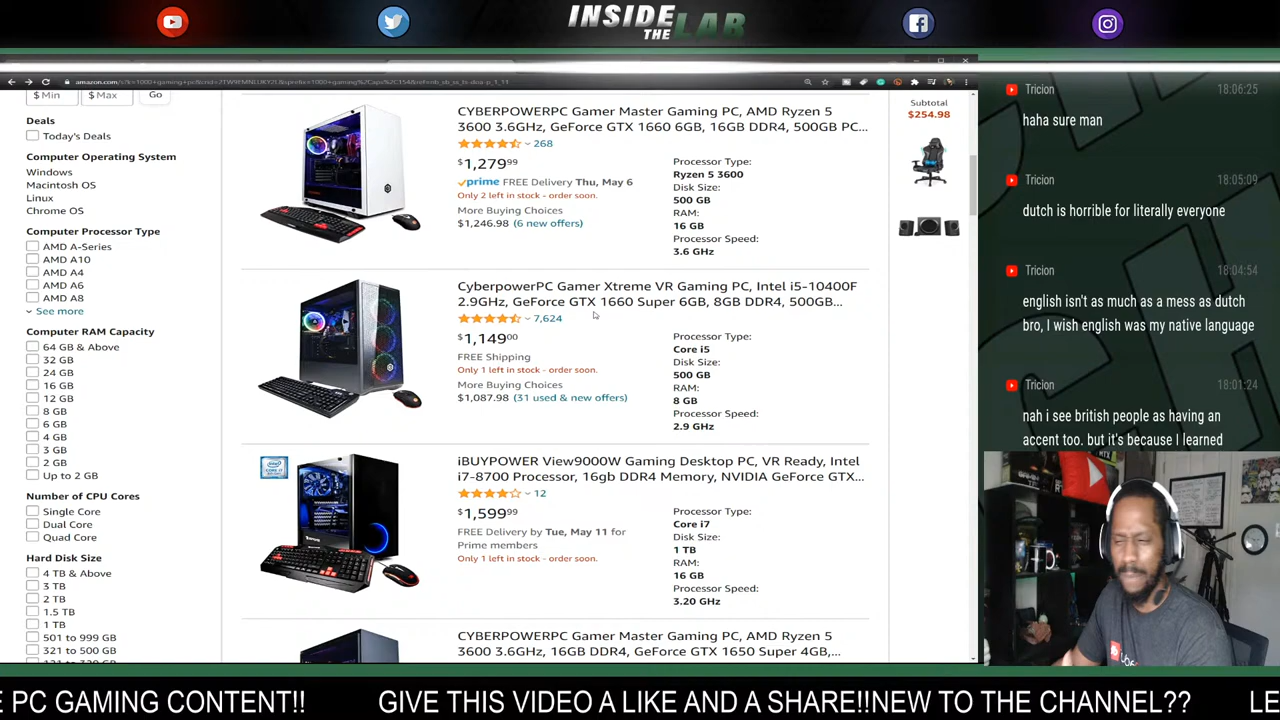 INSIDE
THE LAB
$ Min
$ Max
Go
Deals
Today's Deals
Computer Operating System
Windows
Macintosh OS
Linux
Chrome OS
Computer Processor Type
AMD A-Series
AMD A10
AMD A4
AMD A6
AMD A8
See more
Computer RAM Capacity
64 GB & Above
32 GB
24 GB
16 GB
12 GB
8 GB
6 GB
4 GB
3 GB
2 GB
Up to 2 GB
Number of CPU Cores
Single Core
Dual Core
Quad Core
Hard Disk Size
4 TB & Above
3 TB
2 TB
1.5 TB
1 TB
501 to 999 GB
321 to 500 GB
CYBERPOWERPC Gamer Master Gaming PC, AMD Ryzen 5
3600 3.6GHz, GeForce GTX 1660 6GB, 16GB DDR4, 500GB PC...
268
$1,279.99
prime FREE Delivery Thu, May 6
Only 2 left in stock - order soon.
More Buying Choices
$1,246.98 (6 new offers)
Processor Type:
Ryzen 5 3600
Disk Size:
500 GB
RAM:
16 GB
Processor Speed:
3.6 GHz
CyberpowerPC Gamer Xtreme VR Gaming PC, Intel i5-10400F
2.9GHz, GeForce GTX 1660 Super 6GB, 8GB DDR4, 500GB...
7,624
$1,149.00
FREE Shipping
Only 1 left in stock - order soon.
More Buying Choices
$1,087.98 (31 used & new offers)
Processor Type:
Core i5
Disk Size:
500 GB
RAM:
8 GB
Processor Speed:
2.9 GHz
iBUYPOWER View9000W Gaming Desktop PC, VR Ready, Intel
i7-8700 Processor, 16gb DDR4 Memory, NVIDIA GeForce GTX...
12
$1,599.99
FREE Delivery by Tue, May 11 for
Prime members
Only 1 left in stock - order soon.
Processor Type:
Core i7
Disk Size:
1 TB
RAM:
16 GB
Processor Speed:
3.20 GHz
CYBERPOWERPC Gamer Master Gaming PC, AMD Ryzen 5
3600 3.6GHz, 16GB DDR4, GeForce GTX 1650 Super 4GB,...
Subtotal
$254.98
Tricion 18:06:25
haha sure man
Tricion 18:05:09
dutch is horrible for literally everyone
Tricion 18:04:54
english isn't as much as a mess as dutch
bro, I wish english was my native language
Tricion 18:01:24
nah i see british people as having an
accent too. but it's because I learned
E PC GAMING CONTENT!! GIVE THIS VIDEO A LIKE AND A SHARE!!NEW TO THE CHANNEL?? LE